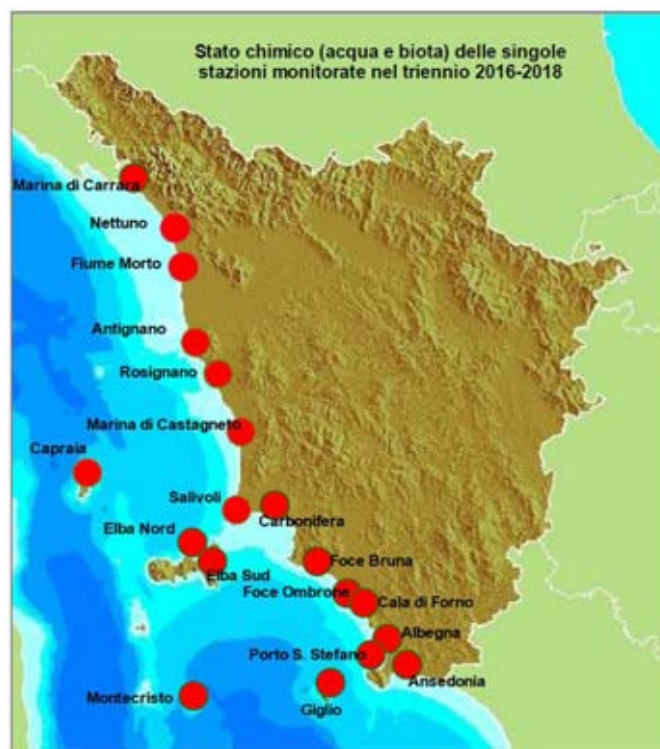 Stato chimico (acqua e biota) delle singole
stazioni monitorate nel triennio 2016-2018
Marina di Carrara
Nettuno
Fiume Morto
Antignano
Rosignano
Marina di Castagneto
Capraia
Salivoli
Carbonifera
Elba Nord
Elba Sud
Foce Bruna
Foce Ombrone
Cala di Forno
Albegna
Porto S. Stefano
Ansedonia
Montecristo
Giglio